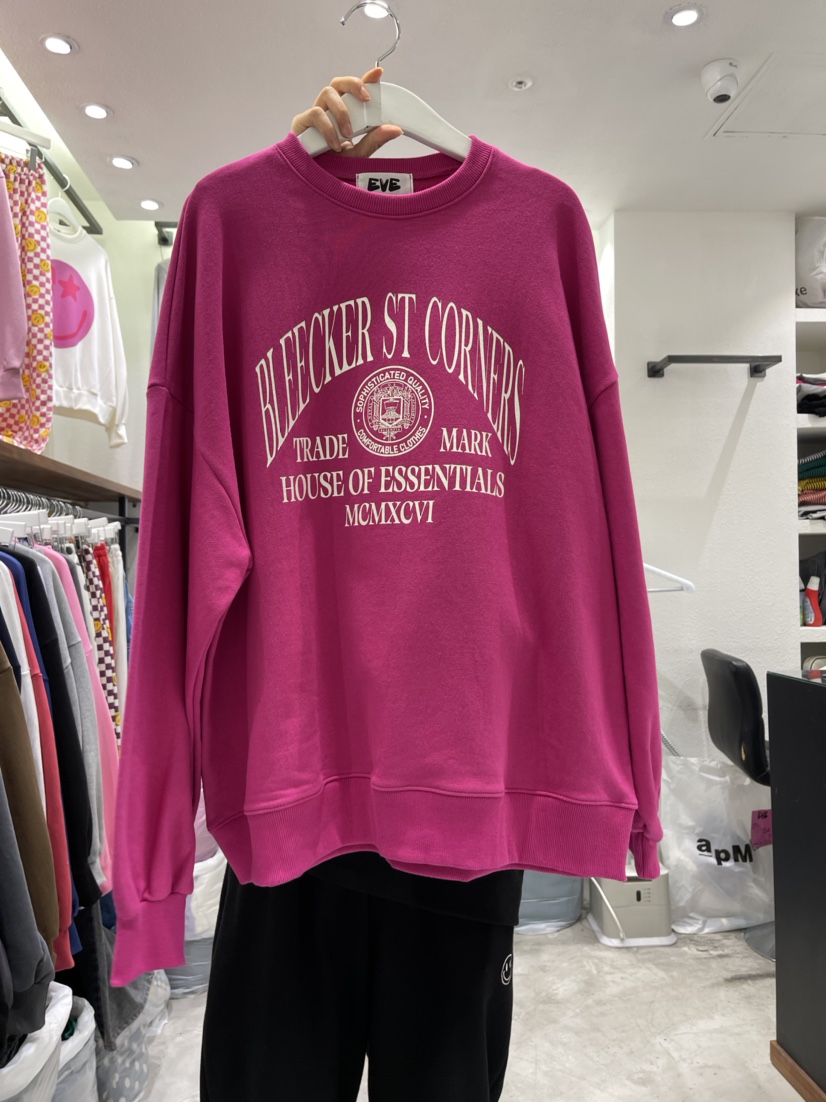 EVE
BLEECKER ST CORNERS
SOPHISTICATED QUALITY
COMFORTABLE CLOTHES
TRADE MARK
HOUSE OF ESSENTIALS
MCMXCVI
apM